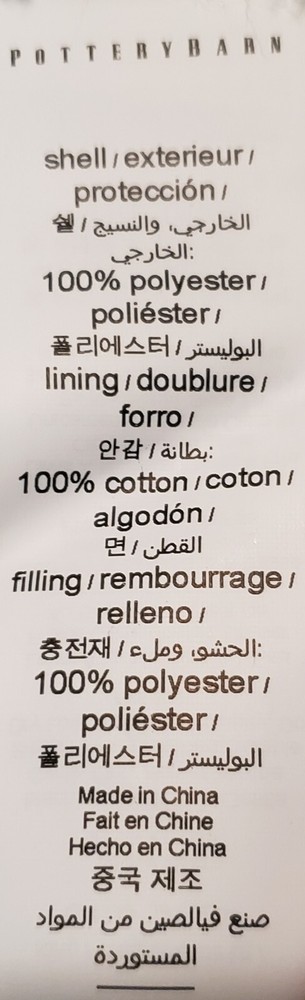 POTTERYBARN
shell / exterieur /
protección /
쉘 / الخارجي، والنسيج
الخارجي:
100% polyester /
poliéster /
폴리에스터 / البوليستر
lining / doublure /
forro /
안감 / بطانة:
100% cotton / coton /
algodón /
면 / القطن
filling / rembourrage /
relleno /
충전재 / الحشو، وملء:
100% polyester /
poliéster /
폴리에스터 / البوليستر
Made in China
Fait en Chine
Hecho en China
중국 제조
صنع فيالصين من المواد
المستوردة